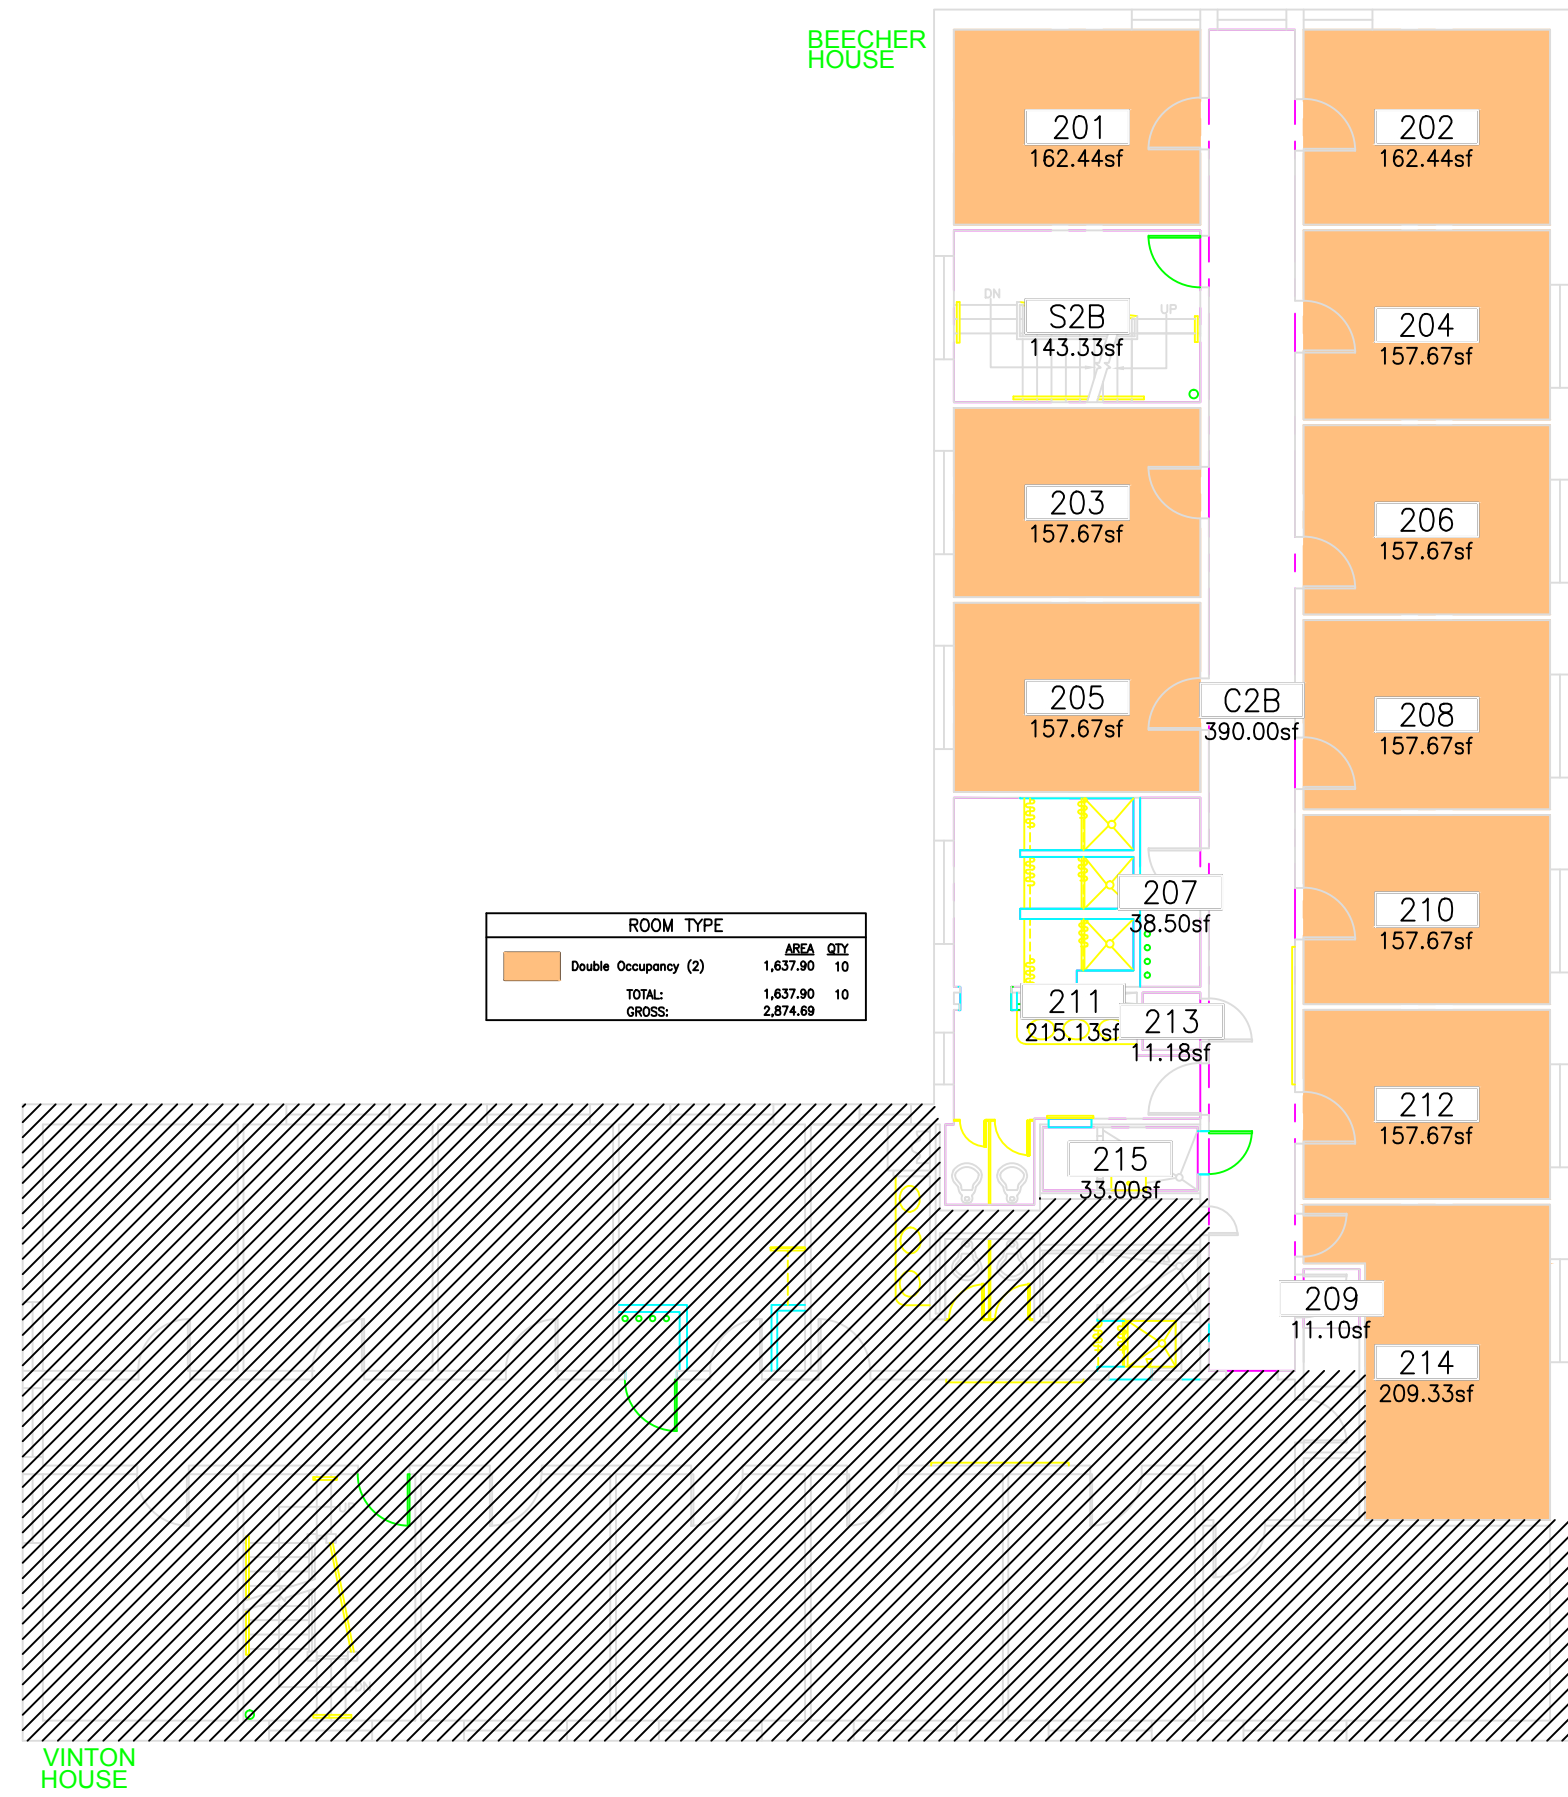 BEECHER
HOUSE
201
162.44sf
202
162.44sf
DN
UP
S2B
143.33sf
204
157.67sf
203
157.67sf
206
157.67sf
205
157.67sf
C2B
390.00sf
208
157.67sf
207
38.50sf
210
157.67sf
ROOM TYPE
AREA QTY
Double Occupancy (2) 1,637.90 10
TOTAL: 1,637.90 10
GROSS: 2,874.69
211
215.13sf
213
11.18sf
212
157.67sf
215
33.00sf
209
11.10sf
214
209.33sf
VINTON
HOUSE